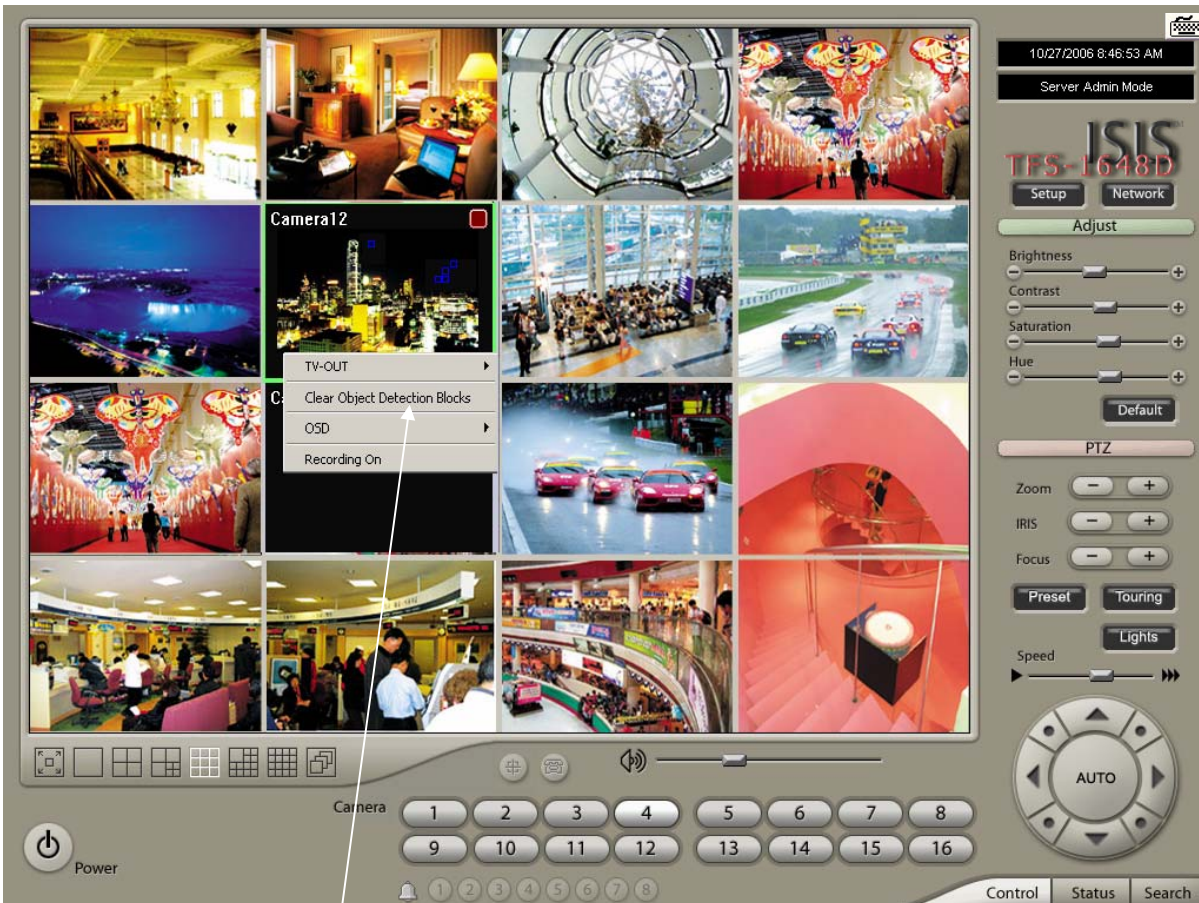 10/27/2006 8:46:53 AM
Server Admin Mode
ISIS
TFS-1648D
Setup
Network
Adjust
Brightness
Contrast
Saturation
Hue
Default
PTZ
Zoom
IRIS
Focus
Preset
Touring
Lights
Speed
AUTO
Camera12
TV-OUT
Clear Object Detection Blocks
OSD
Recording On
Camera
1 2 3 4 5 6 7 8
9 10 11 12 13 14 15 16
Power
1 2 3 4 5 6 7 8
Control Status Search